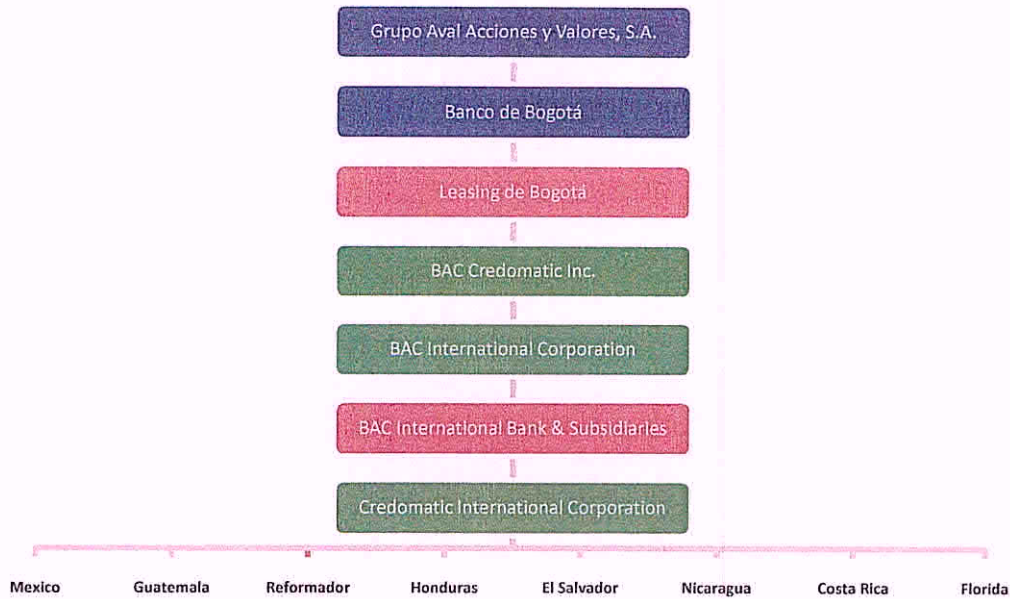 Grupo Aval Acciones y Valores, S.A.
Banco de Bogotá
Leasing de Bogotá
BAC Credomatic Inc.
BAC International Corporation
BAC International Bank & Subsidiaries
Credomatic International Corporation
Mexico Guatemala Reformador Honduras El Salvador Nicaragua Costa Rica Florida